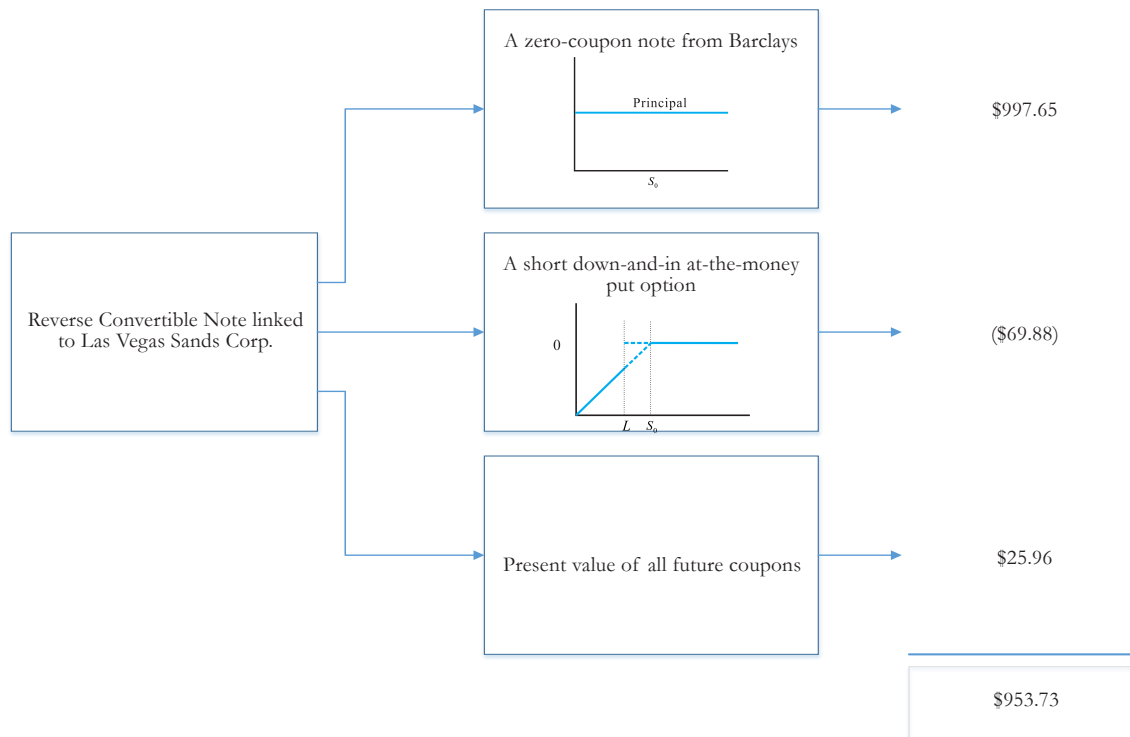 A zero-coupon note from Barclays
Principal
S₀
$997.65
Reverse Convertible Note linked
to Las Vegas Sands Corp.
A short down-and-in at-the-money
put option
0
L S₀
($69.88)
Present value of all future coupons
$25.96
$953.73